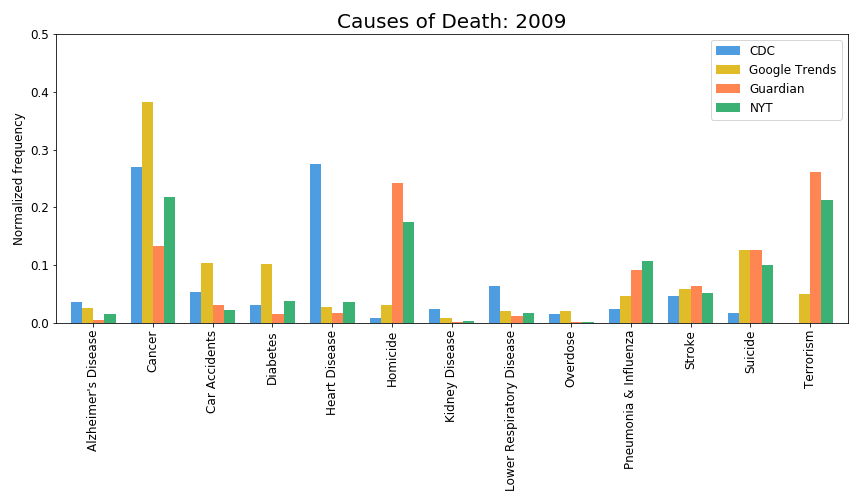 Causes of Death: 2009
Normalized frequency
0.5
0.4
0.3
0.2
0.1
0.0
CDC
Google Trends
Guardian
NYT
Alzheimer's Disease
Cancer
Car Accidents
Diabetes
Heart Disease
Homicide
Kidney Disease
Lower Respiratory Disease
Overdose
Pneumonia & Influenza
Stroke
Suicide
Terrorism